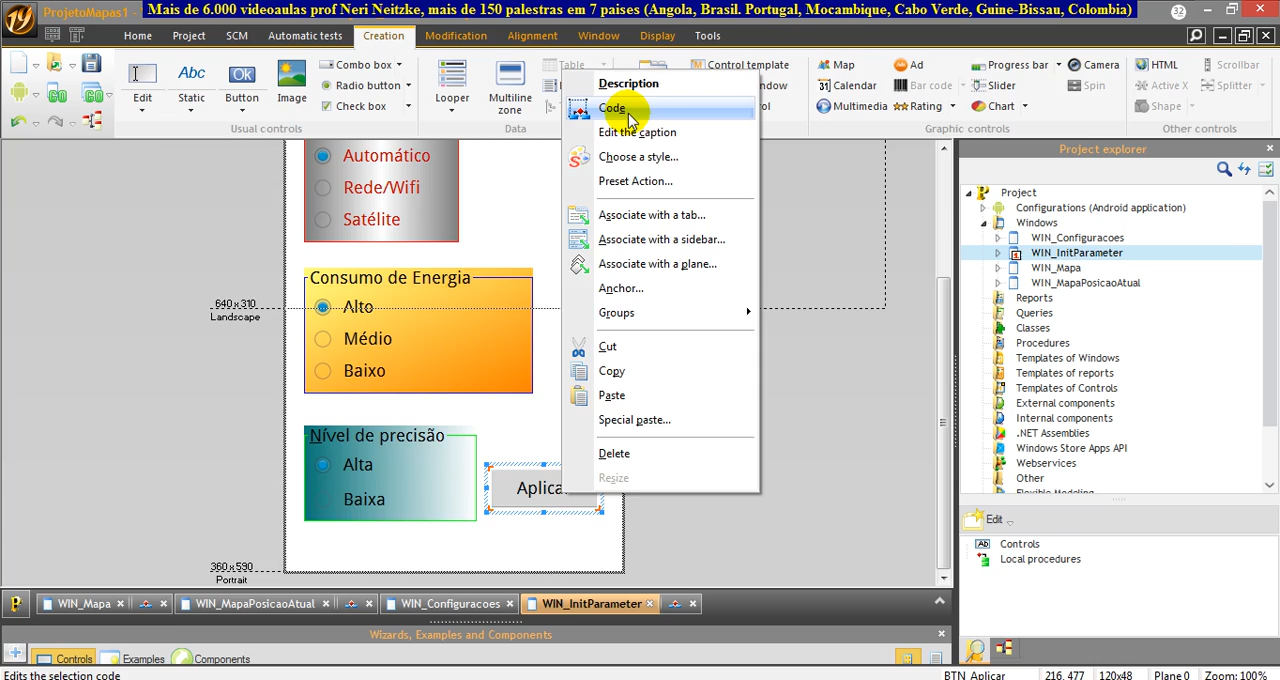 ProjetoMapas1 -
Mais de 6.000 videoaulas prof Neri Neitzke, mais de 150 palestras em 7 paises (Angola, Brasil. Portugal, Mocambique, Cabo Verde, Guine-Bissau, Colombia)
32
19
Home Project SCM Automatic tests Creation Modification Alignment Window Display Tools
Edit
Abc
Static
Ok
Button
Image
Combo box
Radio button
Check box
Usual controls
Looper
Multiline
zone
Table
Data
Control template
Map
Calendar
Multimedia
Ad
Bar code
Rating
Progress bar
Slider
Chart
Camera
Spin
Graphic controls
HTML
Active X
Shape
Scrollbar
Splitter
Other controls
Description
Code
Edit the caption
Choose a style...
Preset Action...
Associate with a tab...
Associate with a sidebar...
Associate with a plane...
Anchor...
Groups
Cut
Copy
Paste
Special paste...
Delete
Resize
Automático
Rede/Wifi
Satélite
Consumo de Energia
Alto
Médio
Baixo
640x310
Landscape
Nível de precisão
Alta
Baixa
360x590
Portrait
Project explorer
Project
Configurations (Android application)
Windows
WIN_Configuracoes
WIN_InitParameter
WIN_Mapa
WIN_MapaPosicaoAtual
Reports
Queries
Classes
Procedures
Templates of Windows
Templates of reports
Templates of Controls
External components
Internal components
.NET Assemblies
Windows Store Apps API
Webservices
Other
Flexible Modeling
Edit
Controls
Local procedures
WIN_Mapa WIN_MapaPosicaoAtual WIN_Configuracoes WIN_InitParameter
Wizards, Examples and Components
Controls Examples Components
Edits the selection code
BTN_Aplicar 216, 477 120x48 Plane 0 Zoom: 100%